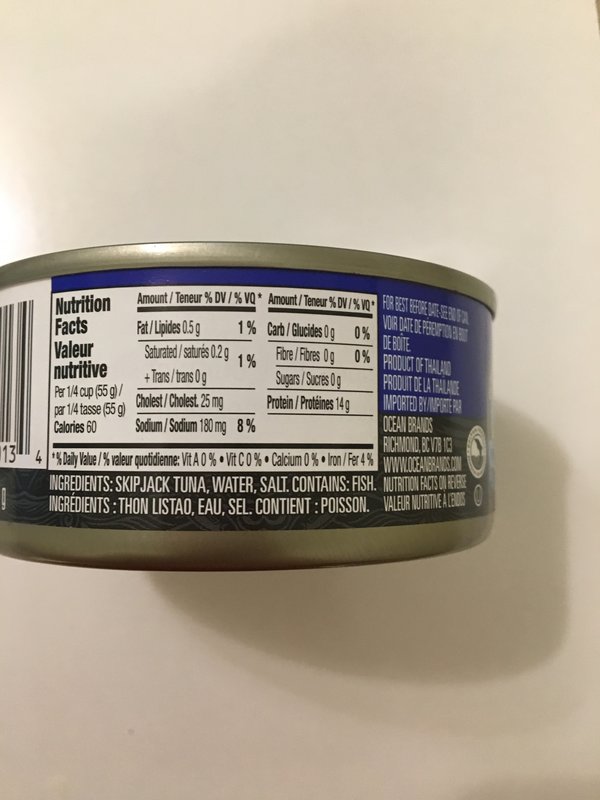 Nutrition
Facts
Valeur
nutritive
Per 1/4 cup (55 g) /
par 1/4 tasse (55 g)
Calories 60
Amount / Teneur % DV / % VQ *
Fat / Lipides 0.5 g 1 %
Saturated / saturés 0.2 g
+ Trans / trans 0 g 1 %
Cholest / Cholest. 25 mg
Sodium / Sodium 180 mg 8 %
Amount / Teneur % DV / % VQ *
Carb / Glucides 0 g 0 %
Fibre / Fibres 0 g 0 %
Sugars / Sucres 0 g
Protein / Protéines 14 g
* % Daily Value / % valeur quotidienne: Vit A 0 % • Vit C 0 % • Calcium 0 % • Iron / Fer 4 %
INGREDIENTS: SKIPJACK TUNA, WATER, SALT. CONTAINS: FISH.
INGRÉDIENTS : THON LISTAO, EAU, SEL. CONTIENT : POISSON.
FOR BEST BEFORE DATE-SEE END OF CAN.
VOIR DATE DE PEREMPTION EN BOUT
DE BOÎTE.
PRODUCT OF THAILAND
PRODUIT DE LA THAÏLANDE
IMPORTED BY/IMPORTÉ PAR
OCEAN BRANDS
RICHMOND, BC V7B 1C3
WWW.OCEANBRANDS.COM
NUTRITION FACTS ON REVERSE
VALEUR NUTRITIVE A L'ENDOS
013 4
g